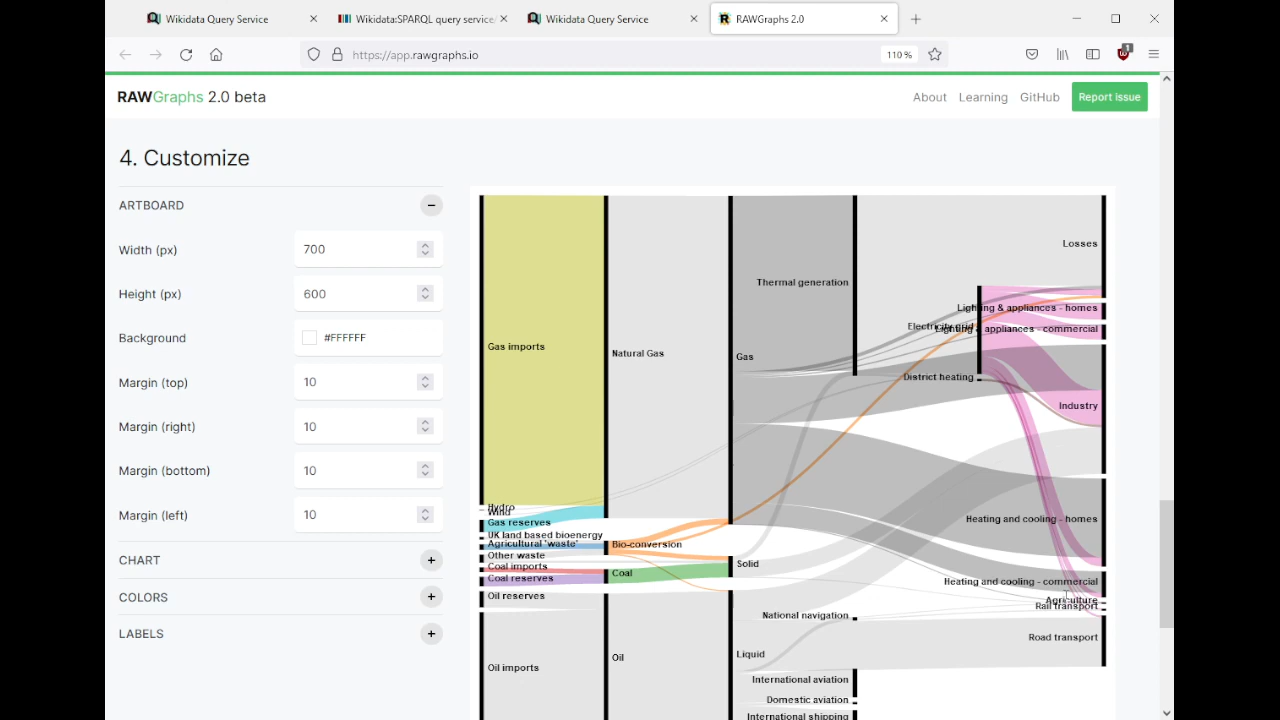 Wikidata Query Service
Wikidata:SPARQL query service/
Wikidata Query Service
RAWGraphs 2.0
https://app.rawgraphs.io
110 %
1
RAWGraphs 2.0 beta
About
Learning
GitHub
Report issue
4. Customize
ARTBOARD
Width (px)
700
Height (px)
600
Background
#FFFFFF
Margin (top)
10
Margin (right)
10
Margin (bottom)
10
Margin (left)
10
CHART
COLORS
LABELS
Gas imports
Hydro
Wind
Gas reserves
UK land based bioenergy
Agricultural 'waste'
Other waste
Coal imports
Coal reserves
Oil reserves
Oil imports
Natural Gas
Bio-conversion
Coal
Oil
Gas
Solid
Liquid
Thermal generation
National navigation
International aviation
Domestic aviation
International shipping
Electricity grid
District heating
Losses
Lighting & appliances - homes
Lighting & appliances - commercial
Industry
Heating and cooling - homes
Heating and cooling - commercial
Agriculture
Rail transport
Road transport